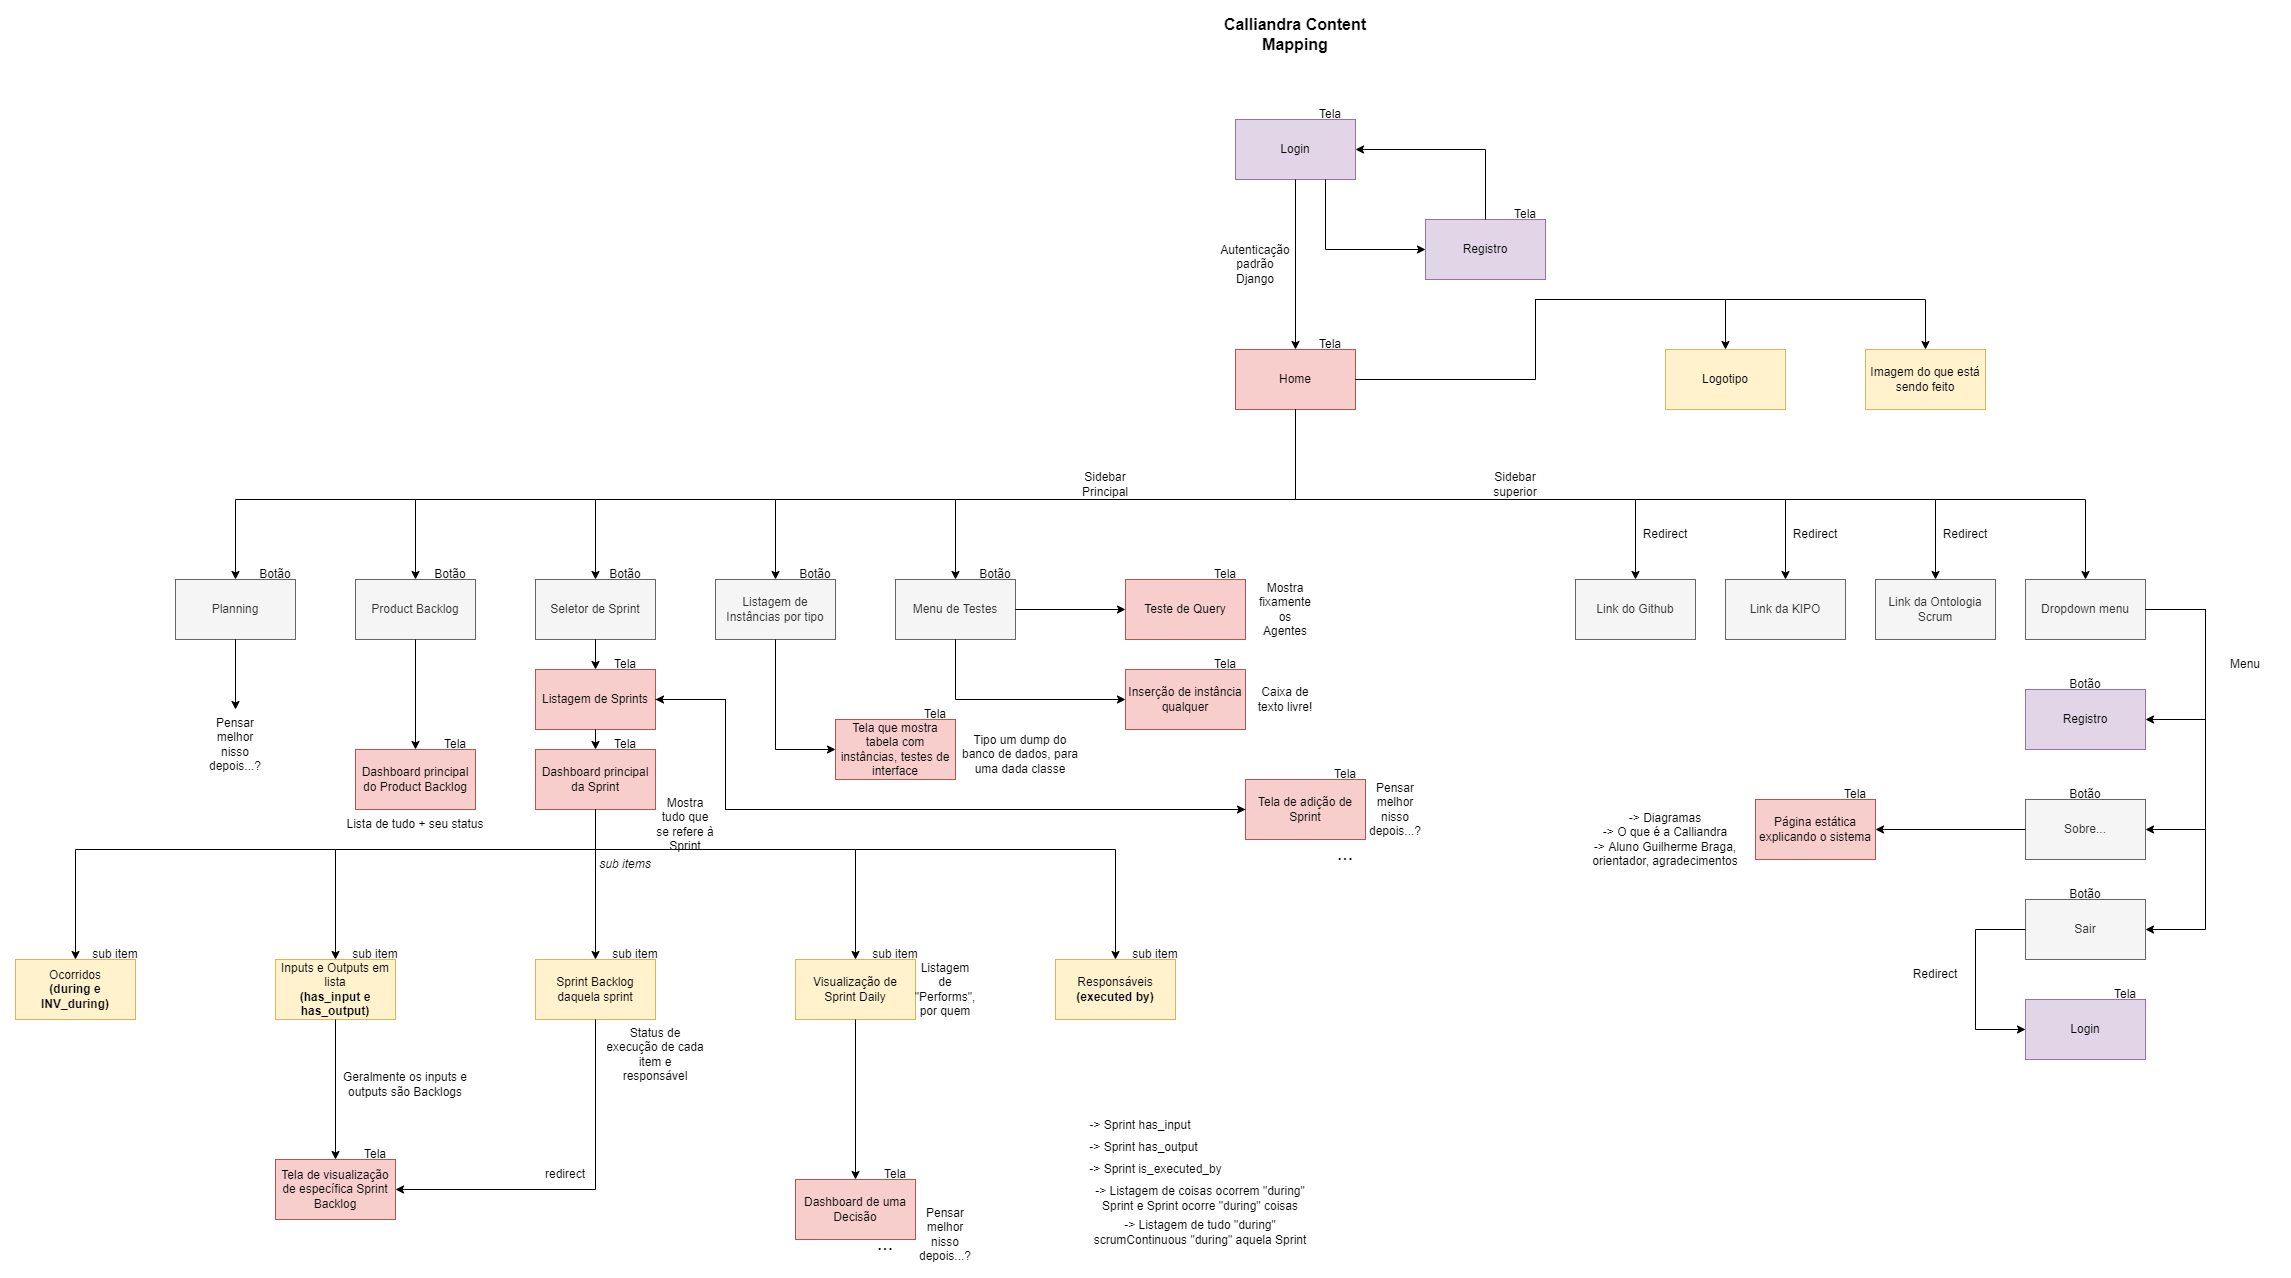 Calliandra Content
Mapping
Tela
Login
Tela
Registro
Autenticação
padrão
Django
Tela
Home
Logotipo
Imagem do que está
sendo feito
Sidebar
Principal
Sidebar
superior
Redirect
Redirect
Redirect
Botão
Planning
Botão
Product Backlog
Botão
Seletor de Sprint
Botão
Listagem de
Instâncias por tipo
Botão
Menu de Testes
Tela
Teste de Query
Mostra
fixamente
os
Agentes
Link do Github
Link da KIPO
Link da Ontologia
Scrum
Dropdown menu
Menu
Pensar
melhor
nisso
depois...?
Tela
Dashboard principal
do Product Backlog
Lista de tudo + seu status
Tela
Listagem de Sprints
Tela
Dashboard principal
da Sprint
Mostra
tudo que
se refere á
Sprint
Tela
Tela que mostra
tabela com
instâncias, testes de
interface
Tipo um dump do
banco de dados, para
uma dada classe
Tela
Inserção de instância
qualquer
Caixa de
texto livre!
Tela
Tela de adição de
Sprint
Pensar
melhor
nisso
depois...?
...
Botão
Registro
Botão
Sobre...
Tela
Página estática
explicando o sistema
-> Diagramas
-> O que é a Calliandra
-> Aluno Guilherme Braga,
orientador, agradecimentos
Botão
Sair
Redirect
Tela
Login
sub items
sub item
Ocorridos
(during e
INV_during)
sub item
Inputs e Outputs em
lista
(has_input e
has_output)
sub item
Sprint Backlog
daquela sprint
sub item
Visualização de
Sprint Daily
Listagem
de
"Performs",
por quem
sub item
Responsáveis
(executed by)
Status de
execução de cada
item e
responsável
Geralmente os inputs e
outputs são Backlogs
redirect
Tela
Tela de visualização
de específica Sprint
Backlog
Tela
Dashboard de uma
Decisão
...
Pensar
melhor
nisso
depois...?
-> Sprint has_input
-> Sprint has_output
-> Sprint is_executed_by
-> Listagem de coisas ocorrem "during"
Sprint e Sprint ocorre "during" coisas
-> Listagem de tudo "during"
scrumContinuous "during" aquela Sprint